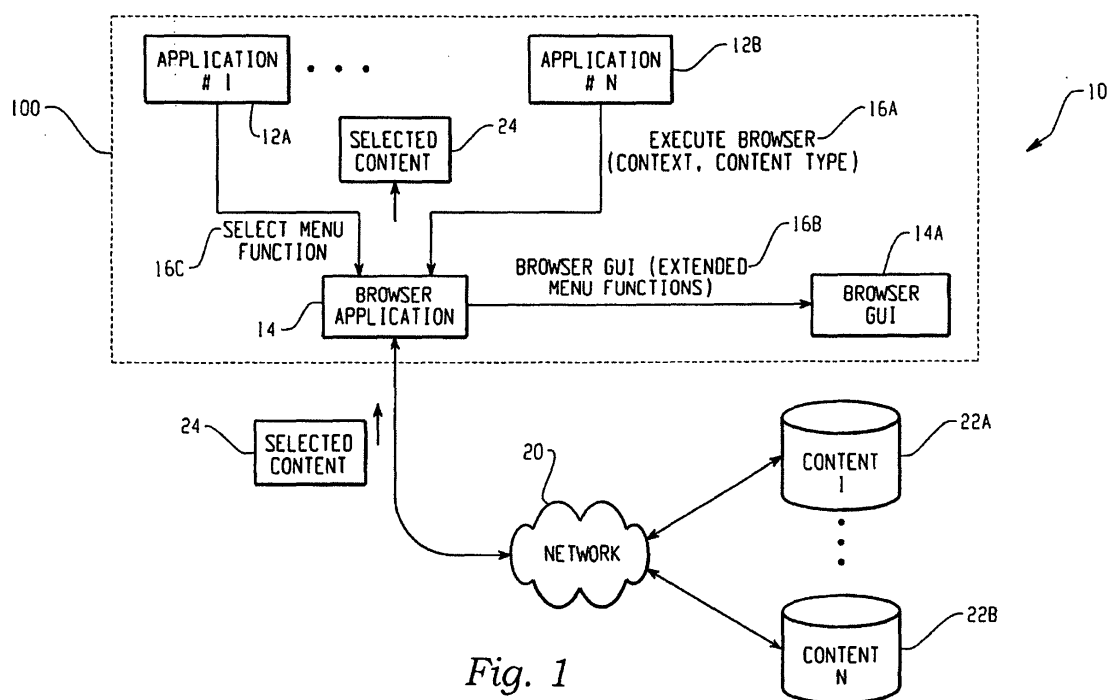 APPLICATION
# 1
APPLICATION
# N
12B
10
100
12A
24
SELECTED
CONTENT
16A
EXECUTE BROWSER
(CONTEXT, CONTENT TYPE)
SELECT MENU
FUNCTION
16C
16B
14A
BROWSER GUI (EXTENDED
MENU FUNCTIONS)
BROWSER
APPLICATION
14
BROWSER
GUI
24
SELECTED
CONTENT
20
NETWORK
22A
CONTENT
1
22B
CONTENT
N
Fig. 1